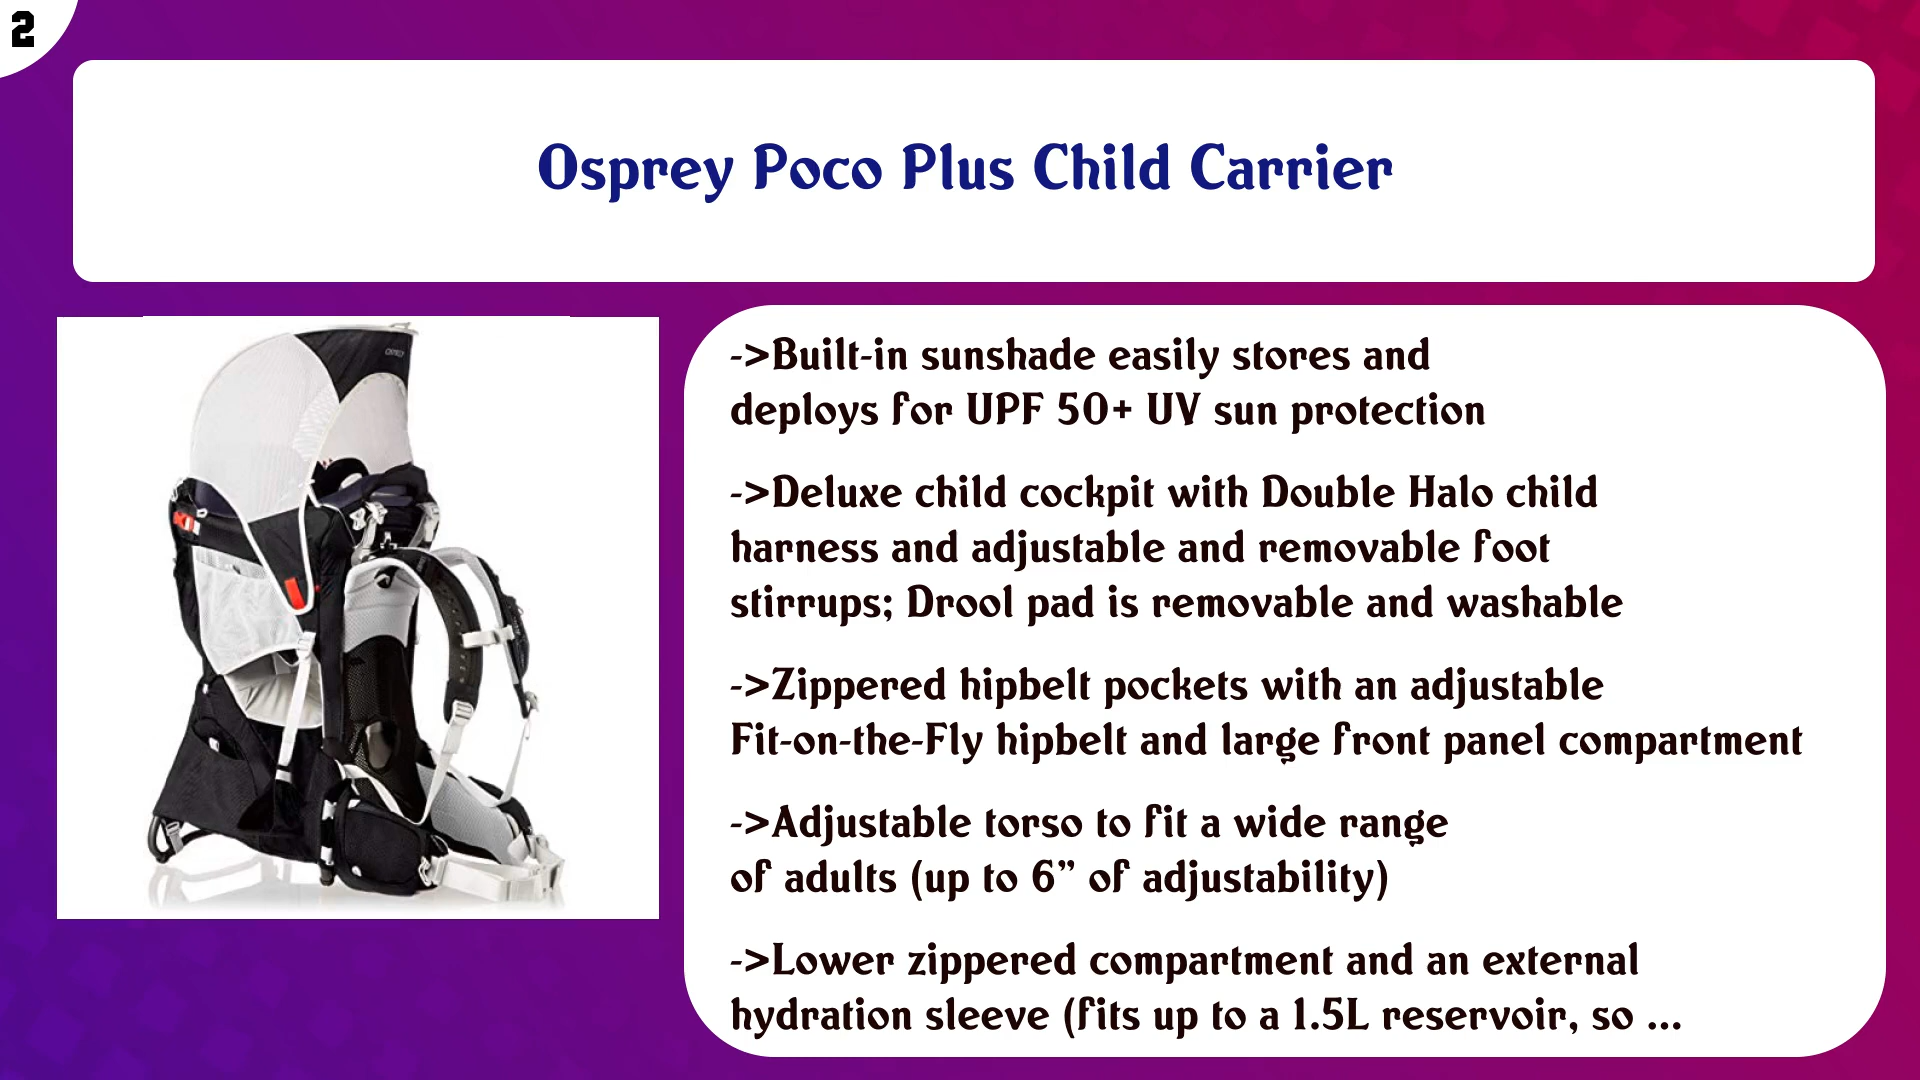 2
Osprey Poco Plus Child Carrier
->Built-in sunshade easily stores and
deploys for UPF 50+ UV sun protection
->Deluxe child cockpit with Double Halo child
harness and adjustable and removable foot
stirrups; Drool pad is removable and washable
->Zippered hipbelt pockets with an adjustable
Fit-on-the-Fly hipbelt and large front panel compartment
->Adjustable torso to fit a wide range
of adults (up to 6” of adjustability)
->Lower zippered compartment and an external
hydration sleeve (fits up to a 1.5L reservoir, so ...